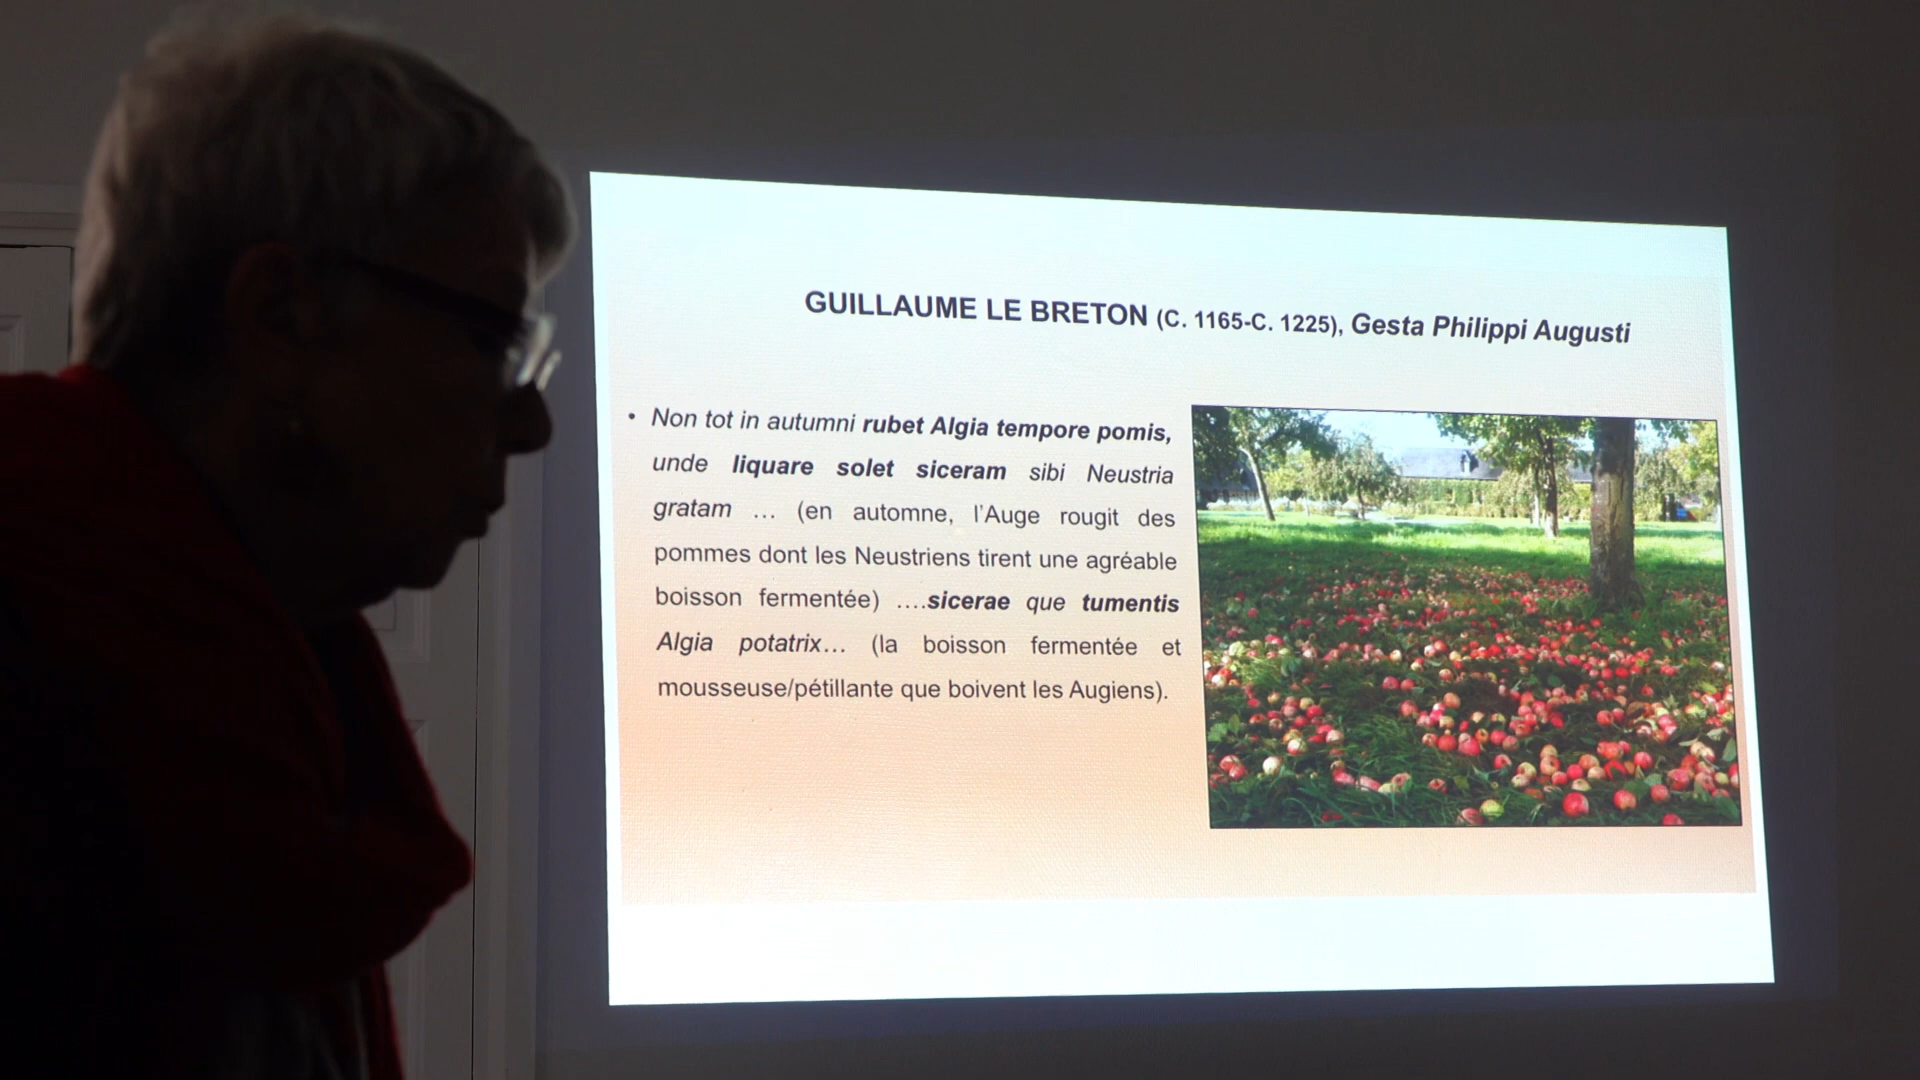 GUILLAUME LE BRETON (C. 1165-C. 1225), Gesta Philippi Augusti
• Non tot in autumni rubet Algia tempore pomis,
unde liquare solet siceram sibi Neustria
gratam ... (en automne, l'Auge rougit des
pommes dont les Neustriens tirent une agréable
boisson fermentée) ....sicerae que tumentis
Algia potatrix... (la boisson fermentée et
mousseuse/pétillante que boivent les Augiens).